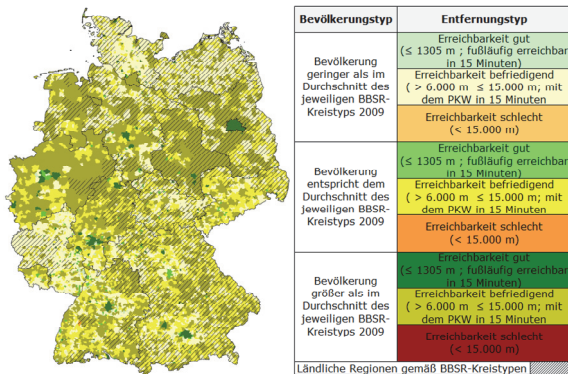 Bevölkerungstyp
Entfernungstyp
Bevölkerung
geringer als im
Durchschnitt des
jeweiligen BBSR-
Kreistyps 2009
Erreichbarkeit gut
(≤ 1305 m ; fußläufig erreichbar
in 15 Minuten)
Erreichbarkeit befriedigend
( > 6.000 m ≤ 15.000 m; mit
dem PKW in 15 Minuten
Erreichbarkeit schlecht
(< 15.000 m)
Bevölkerung
entspricht dem
Durchschnitt des
jeweiligen BBSR-
Kreistyps 2009
Erreichbarkeit gut
(≤ 1305 m ; fußläufig erreichbar
in 15 Minuten)
Erreichbarkeit befriedigend
( > 6.000 m ≤ 15.000 m; mit
dem PKW in 15 Minuten
Erreichbarkeit schlecht
(< 15.000 m)
Bevölkerung
größer als im
Durchschnitt des
jeweiligen BBSR-
Kreistyps 2009
Erreichbarkeit gut
(≤ 1305 m ; fußläufig erreichbar
in 15 Minuten)
Erreichbarkeit befriedigend
( > 6.000 m ≤ 15.000 m; mit
dem PKW in 15 Minuten
Erreichbarkeit schlecht
(< 15.000 m)
Ländliche Regionen gemäß BBSR-Kreistypen